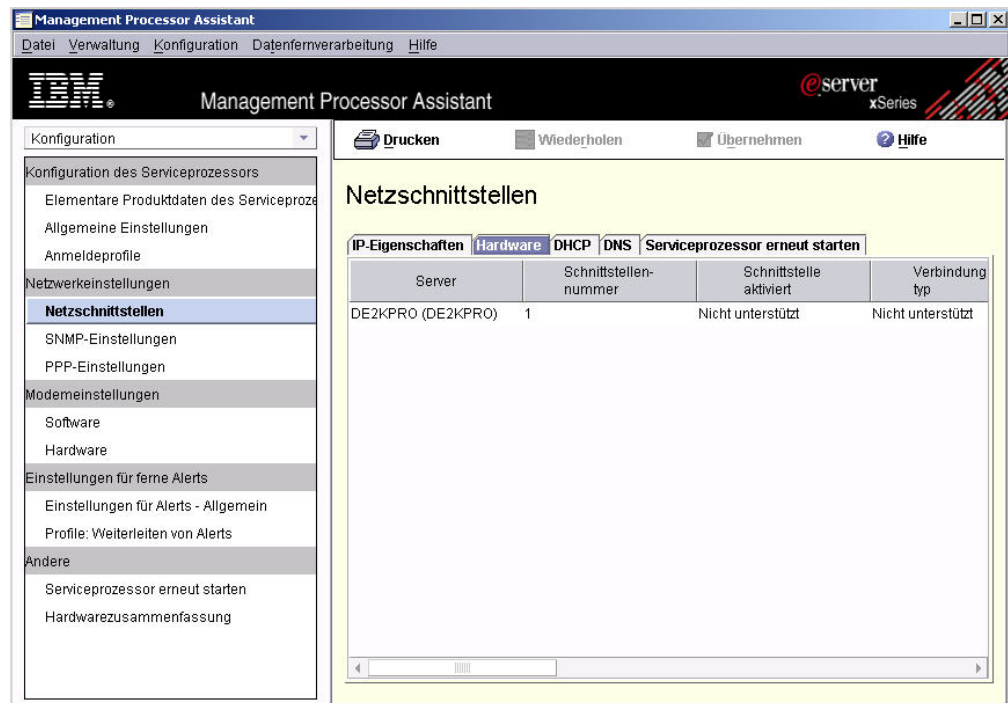 Management Processor Assistant
Datei Verwaltung Konfiguration Datenfernverarbeitung Hilfe
IBM®
Management Processor Assistant
eserver
xSeries
Konfiguration
Drucken Wiederholen Übernehmen Hilfe
Konfiguration des Serviceprozessors
Elementare Produktdaten des Serviceproze
Allgemeine Einstellungen
Anmeldeprofile
Netzwerkeinstellungen
Netzschnittstellen
SNMP-Einstellungen
PPP-Einstellungen
Modemeinstellungen
Software
Hardware
Einstellungen für ferne Alerts
Einstellungen für Alerts - Allgemein
Profile: Weiterleiten von Alerts
Andere
Serviceprozessor erneut starten
Hardwarezusammenfassung
Netzschnittstellen
IP-Eigenschaften Hardware DHCP DNS Serviceprozessor erneut starten
Server Schnittstellen- Schnittstelle Verbindung
nummer aktiviert typ
DE2KPRO (DE2KPRO) 1 Nicht unterstützt Nicht unterstützt